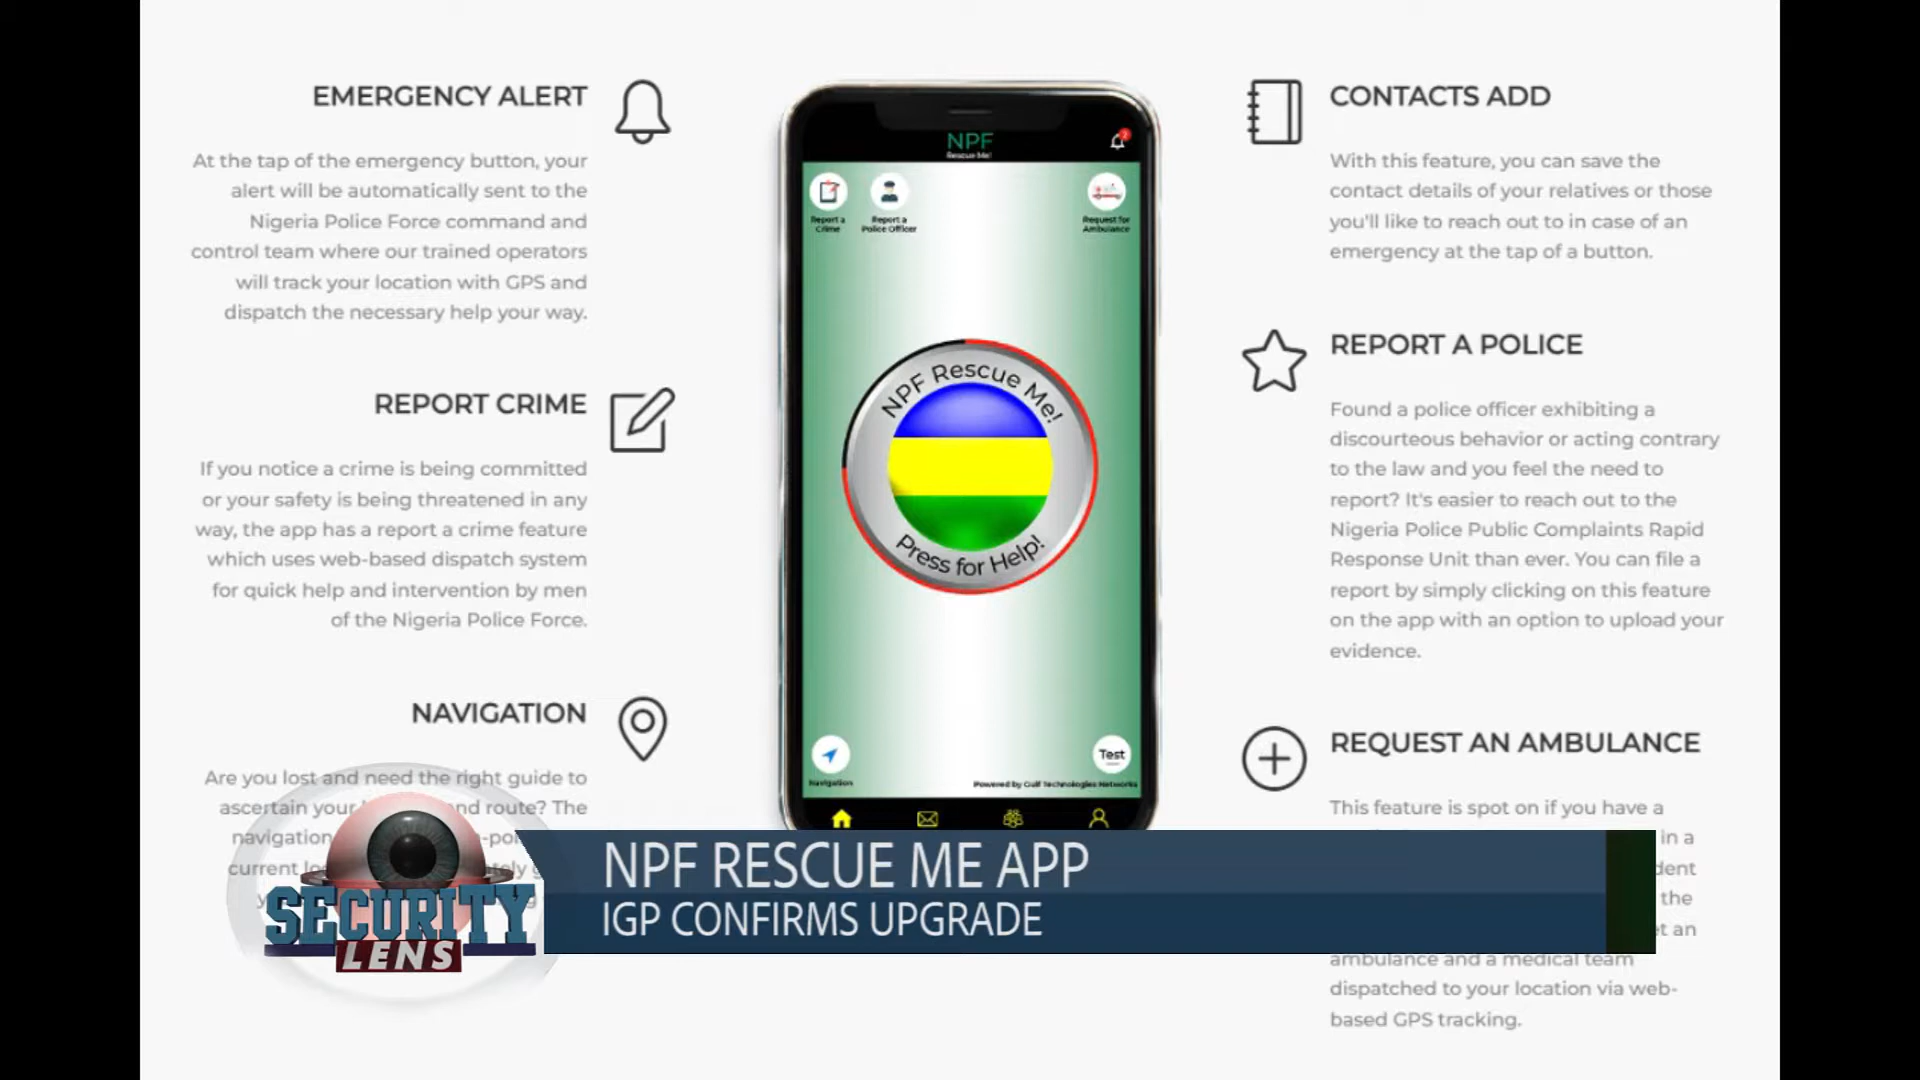 EMERGENCY ALERT
At the tap of the emergency button, your
alert will be automatically sent to the
Nigeria Police Force command and
control team where our trained operators
will track your location with GPS and
dispatch the necessary help your way.
REPORT CRIME
If you notice a crime is being committed
or your safety is being threatened in any
way, the app has a report a crime feature
which uses web-based dispatch system
for quick help and intervention by men
of the Nigeria Police Force.
NAVIGATION
Are you lost and need the right guide to
ascertain your and route? The
navigation
current
NPF
Rescue Me!
2
Report a
Crime
Report a
Police Officer
Request for
Ambulance
NPF Rescue Me!
Press for Help!
Navigation
Test
Powered by Gulf Technologies Networks
CONTACTS ADD
With this feature, you can save the
contact details of your relatives or those
you'll like to reach out to in case of an
emergency at the tap of a button.
REPORT A POLICE
Found a police officer exhibiting a
discourteous behavior or acting contrary
to the law and you feel the need to
report? It's easier to reach out to the
Nigeria Police Public Complaints Rapid
Response Unit than ever. You can file a
report by simply clicking on this feature
on the app with an option to upload your
evidence.
REQUEST AN AMBULANCE
This feature is spot on if you have a
in a
the
an
ambulance and a medical team
dispatched to your location via web-
based GPS tracking.
SECURITY
LENS
NPF RESCUE ME APP
IGP CONFIRMS UPGRADE